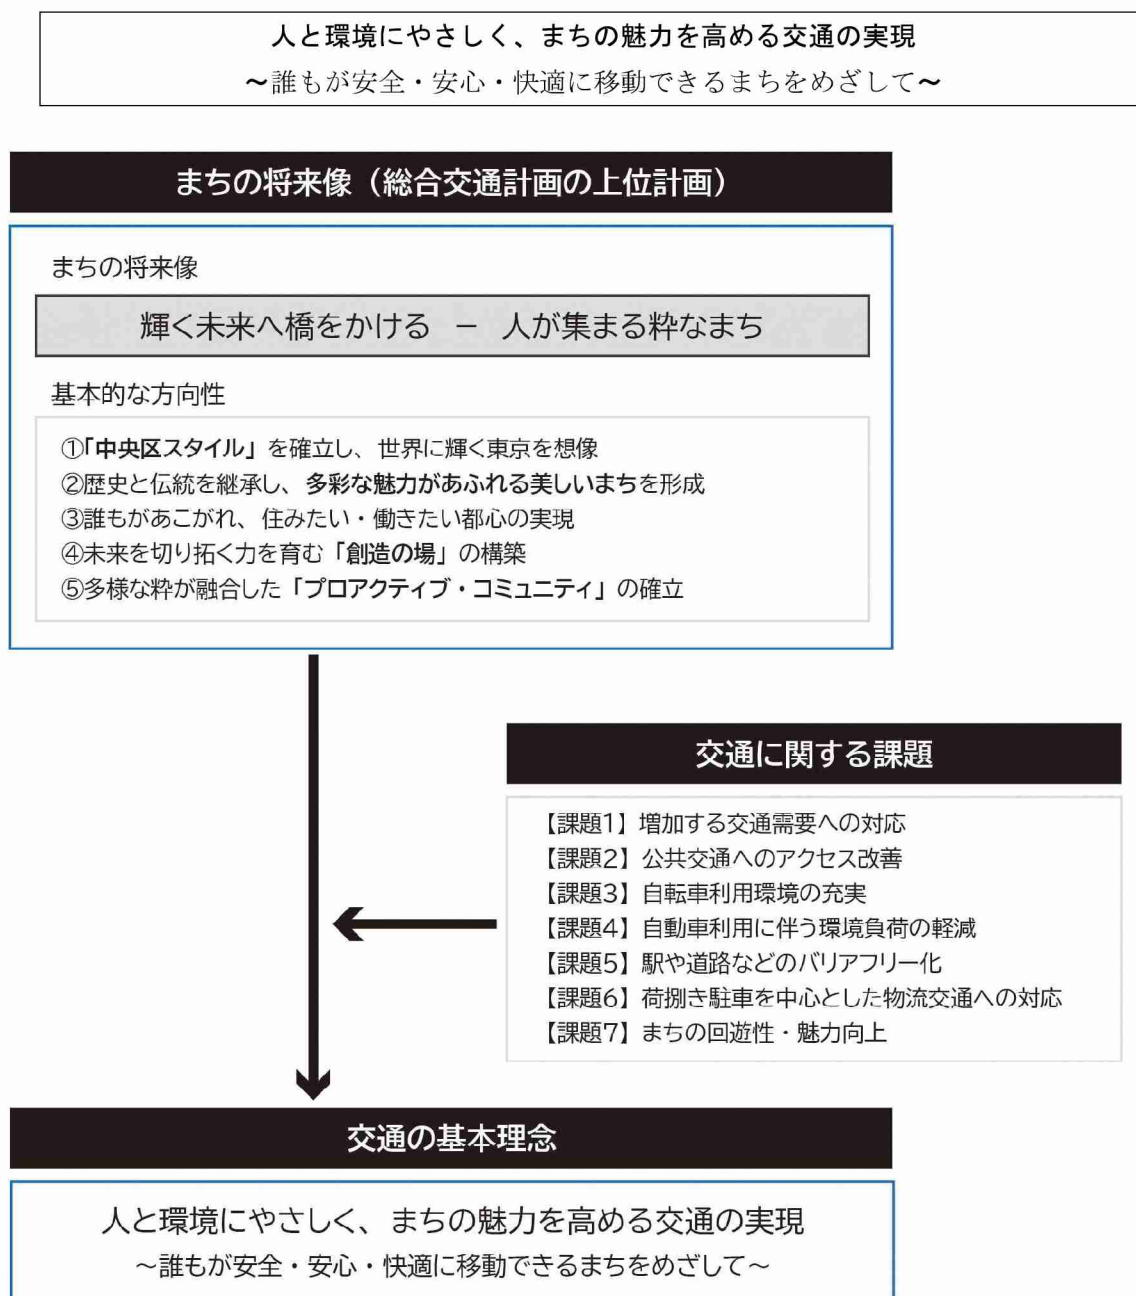 人と環境にやさしく、まちの魅力を高める交通の実現
～誰もが安全・安心・快適に移動できるまちをめざして～
まちの将来像（総合交通計画の上位計画）
まちの将来像
輝く未来へ橋をかける － 人が集まる粋なまち
基本的な方向性
①「中央区スタイル」を確立し、世界に輝く東京を想像
②歴史と伝統を継承し、多彩な魅力があふれる美しいまちを形成
③誰もがあこがれ、住みたい・働きたい都心の実現
④未来を切り拓く力を育む「創造の場」の構築
⑤多様な粋が融合した「プロアクティブ・コミュニティ」の確立
交通に関する課題
【課題1】増加する交通需要への対応
【課題2】公共交通へのアクセス改善
【課題3】自転車利用環境の充実
【課題4】自動車利用に伴う環境負荷の軽減
【課題5】駅や道路などのバリアフリー化
【課題6】荷捌き駐車を中心とした物流交通への対応
【課題7】まちの回遊性・魅力向上
交通の基本理念
人と環境にやさしく、まちの魅力を高める交通の実現
～誰もが安全・安心・快適に移動できるまちをめざして～